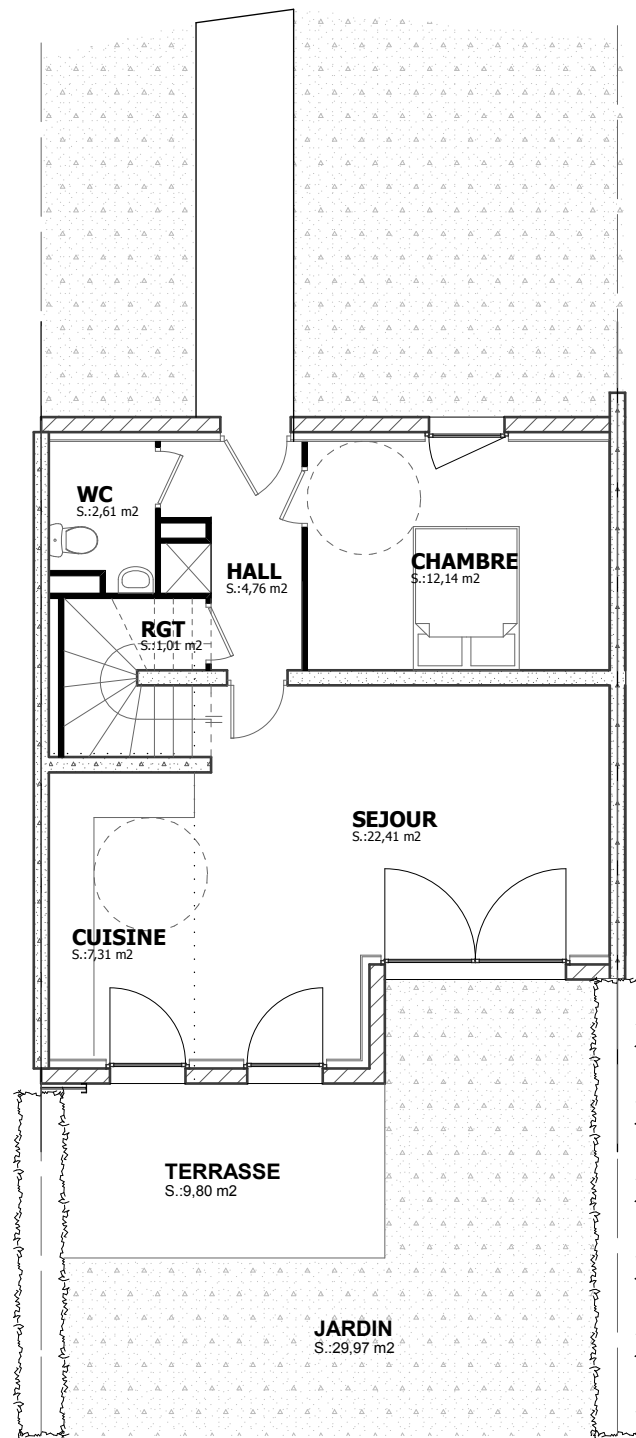 WC
S.:2,61 m2
HALL
S.:4,76 m2
CHAMBRE
S.:12,14 m2
RGT
S.:1,01 m2
SEJOUR
S.:22,41 m2
CUISINE
S.:7,31 m2
TERRASSE
S.:9,80 m2
JARDIN
S.:29,97 m2